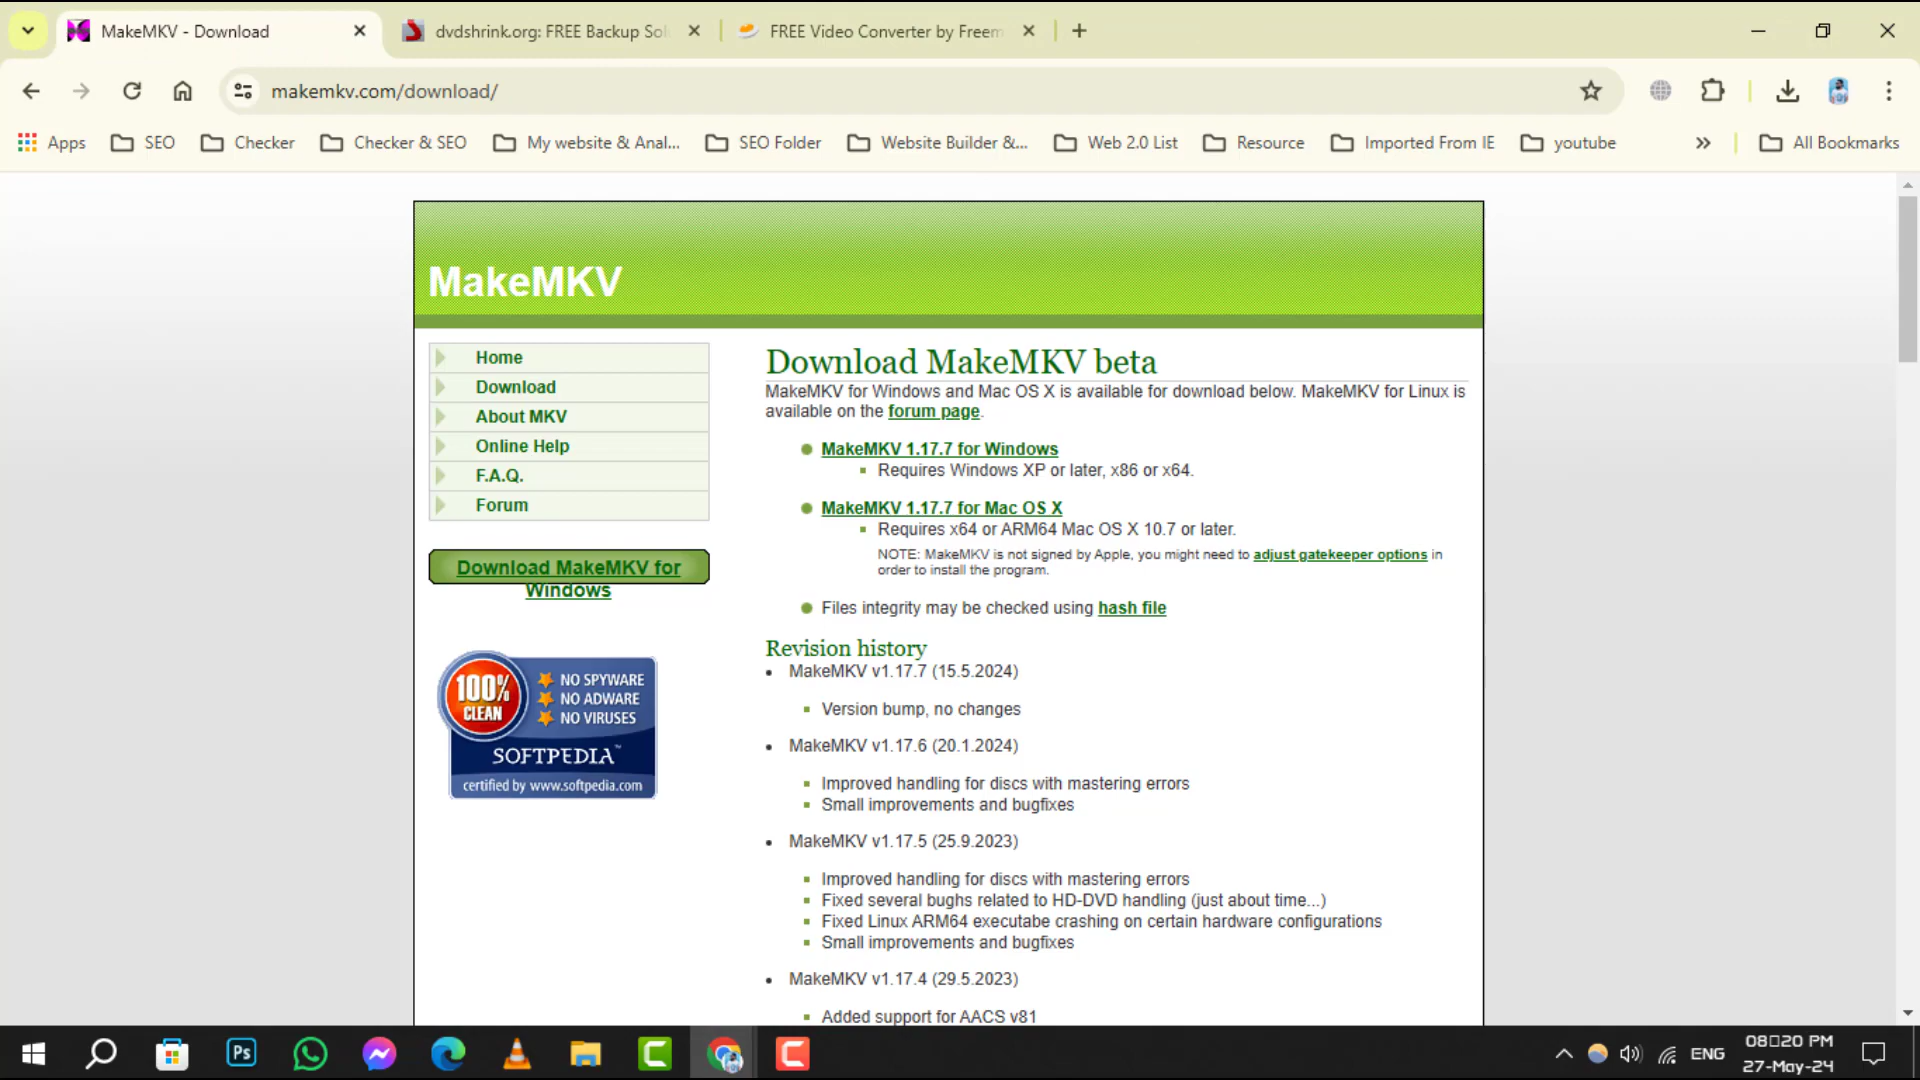 MakeMKV - Download
dvdshrink.org: FREE Backup Sol
FREE Video Converter by Freem
makemkv.com/download/
Apps
SEO
Checker
Checker & SEO
My website & Anal...
SEO Folder
Website Builder &...
Web 2.0 List
Resource
Imported From IE
youtube
All Bookmarks
MakeMKV
Home
Download
About MKV
Online Help
F.A.Q.
Forum
Download MakeMKV for
Windows
100%
CLEAN
NO SPYWARE
NO ADWARE
NO VIRUSES
SOFTPEDIA™
certified by www.softpedia.com
Download MakeMKV beta
MakeMKV for Windows and Mac OS X is available for download below. MakeMKV for Linux is
available on the forum page.
MakeMKV 1.17.7 for Windows
Requires Windows XP or later, x86 or x64.
MakeMKV 1.17.7 for Mac OS X
Requires x64 or ARM64 Mac OS X 10.7 or later.
NOTE: MakeMKV is not signed by Apple, you might need to adjust gatekeeper options in
order to install the program.
Files integrity may be checked using hash file
Revision history
MakeMKV v1.17.7 (15.5.2024)
Version bump, no changes
MakeMKV v1.17.6 (20.1.2024)
Improved handling for discs with mastering errors
Small improvements and bugfixes
MakeMKV v1.17.5 (25.9.2023)
Improved handling for discs with mastering errors
Fixed several bughs related to HD-DVD handling (just about time...)
Fixed Linux ARM64 executabe crashing on certain hardware configurations
Small improvements and bugfixes
MakeMKV v1.17.4 (29.5.2023)
Added support for AACS v81
Ps
ENG
08▯20 PM
27-May-24